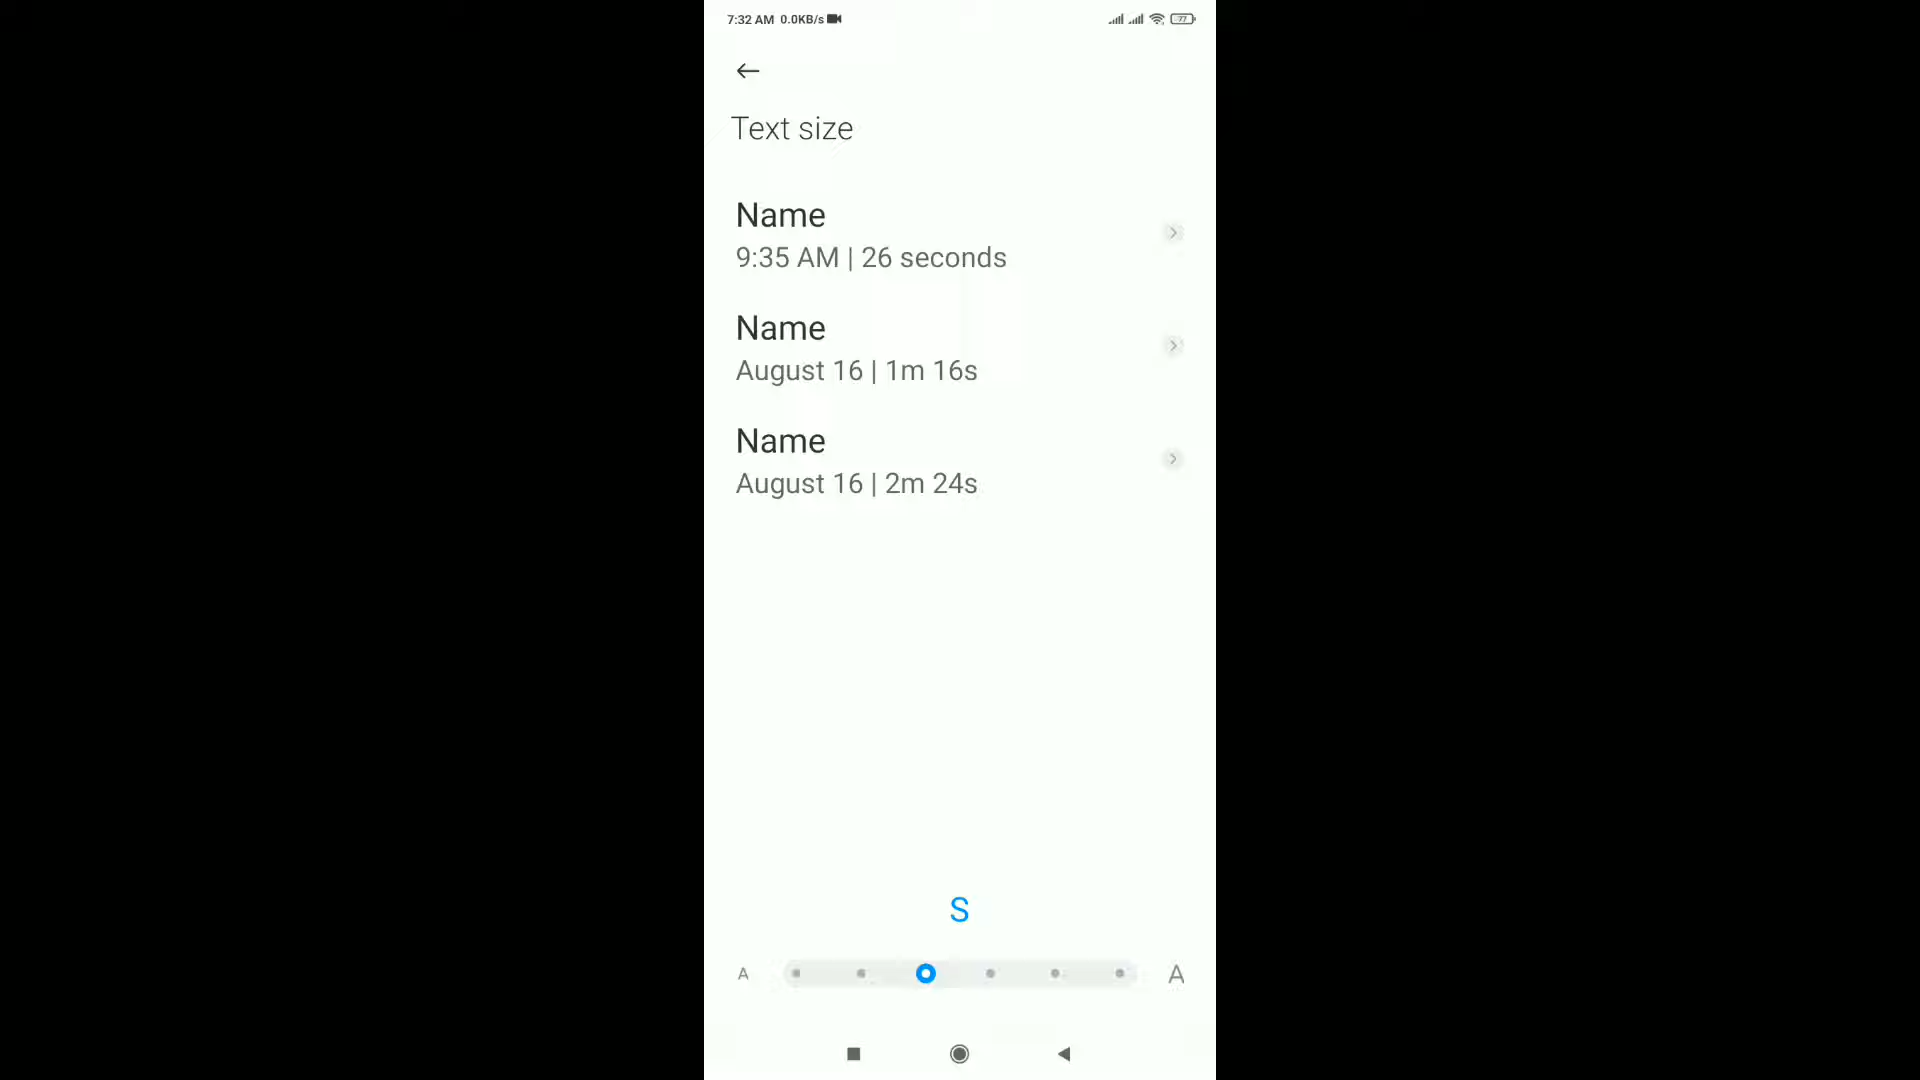 7:32 AM 0.0KB/s 77
Text size
Name
9:35 AM | 26 seconds
Name
August 16 | 1m 16s
Name
August 16 | 2m 24s
S
A A